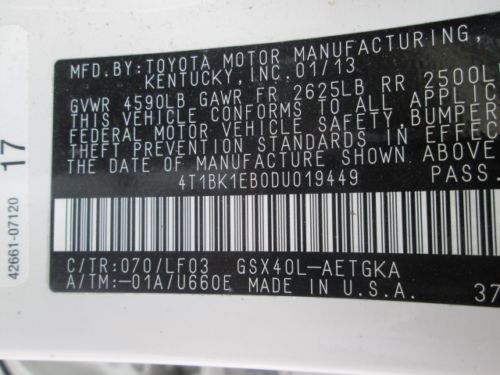 MFD.BY:TOYOTA MOTOR MANUFACTURING,
KENTUCKY,INC.01/13
GVWR 4590LB GAWR FR 2625LB RR 2500L
THIS VEHICLE CONFORMS TO ALL APPLIC
FEDERAL MOTOR VEHICLE SAFETY,BUMPER
THEFT PREVENTION STANDARDS IN EFFE
THE DATE OF MANUFACTURE SHOWN ABOVE
4T1BK1EB0DU019449 PASS.
C/TR:070/LF03 GSX40L-AETGKA
A/TM:-01A/U660E MADE IN U.S.A. 37
42661-07120 17